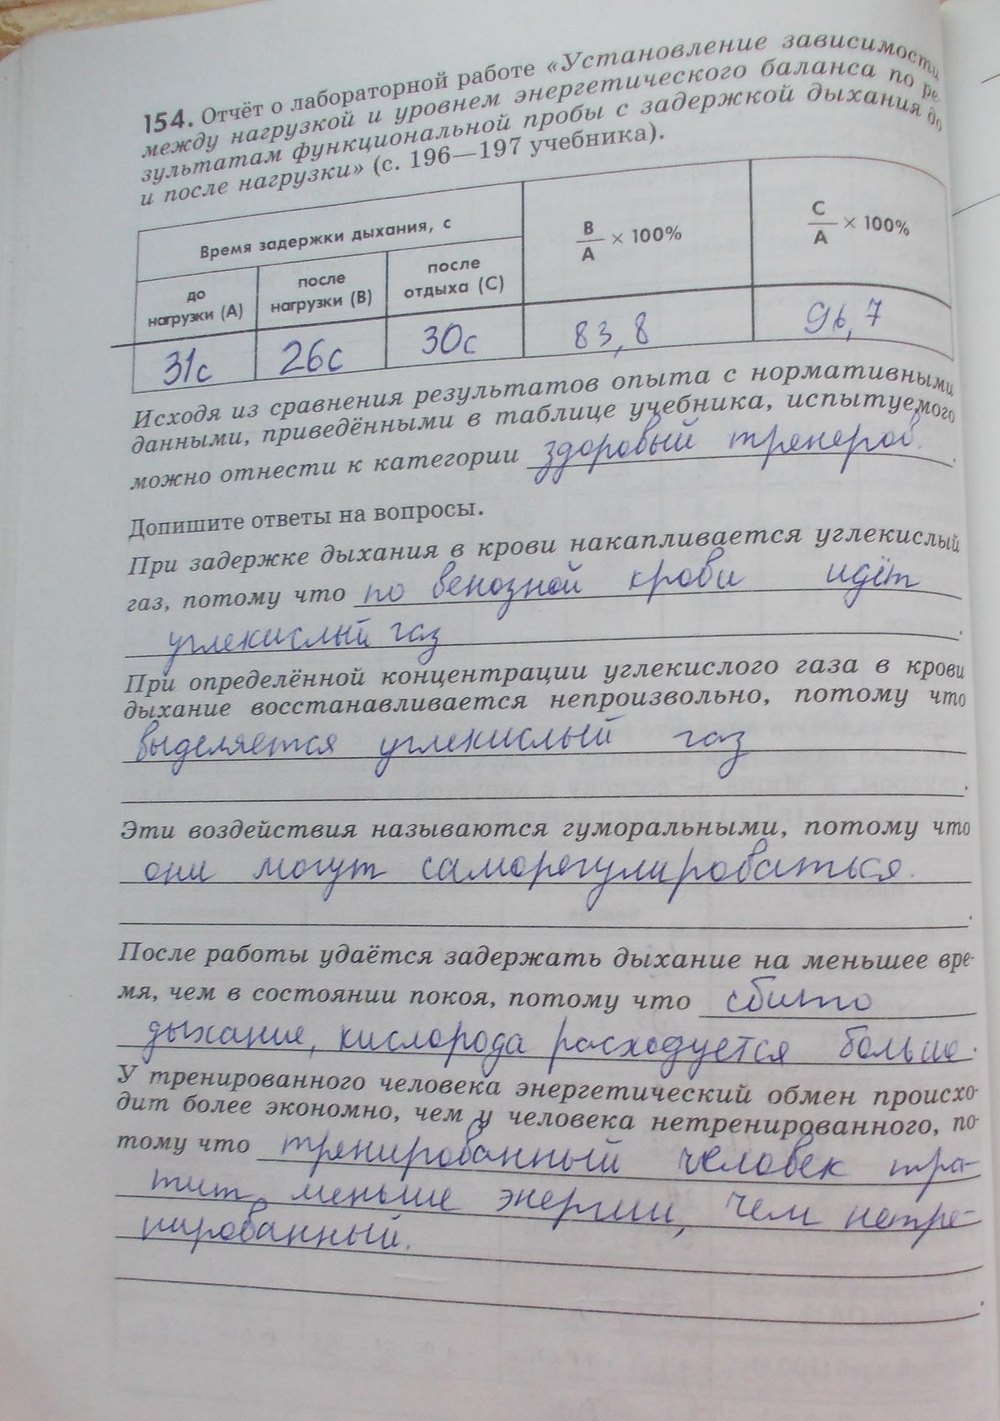 154. Отчёт о лабораторной работе «Установление зависимости
между нагрузкой и уровнем энергетического баланса по ре-
зультатам функциональной пробы с задержкой дыхания до
и после нагрузки» (с. 196—197 учебника).
Время задержки дыхания, с
B/A × 100%
C/A × 100%
до нагрузки (А)
после нагрузки (В)
после отдыха (С)
31с 26с 30с 83,8 96,7
Исходя из сравнения результатов опыта с нормативными
данными, приведёнными в таблице учебника, испытуемого
можно отнести к категории здоровый тренеров.
Допишите ответы на вопросы.
При задержке дыхания в крови накапливается углекислый
газ, потому что по венозной крови идёт
углекислый газ.
При определённой концентрации углекислого газа в крови
дыхание восстанавливается непроизвольно, потому что
выделяется углекислый газ
Эти воздействия называются гуморальными, потому что
они могут саморегулироваться.
После работы удаётся задержать дыхание на меньшее вре-
мя, чем в состоянии покоя, потому что сбито
дыхание, кислорода расходуется больше.
У тренированного человека энергетический обмен происхо-
дит более экономно, чем у человека нетренированного, по-
тому что тренированный человек тра-
тит меньше энергии, чем нетре-
нированный.